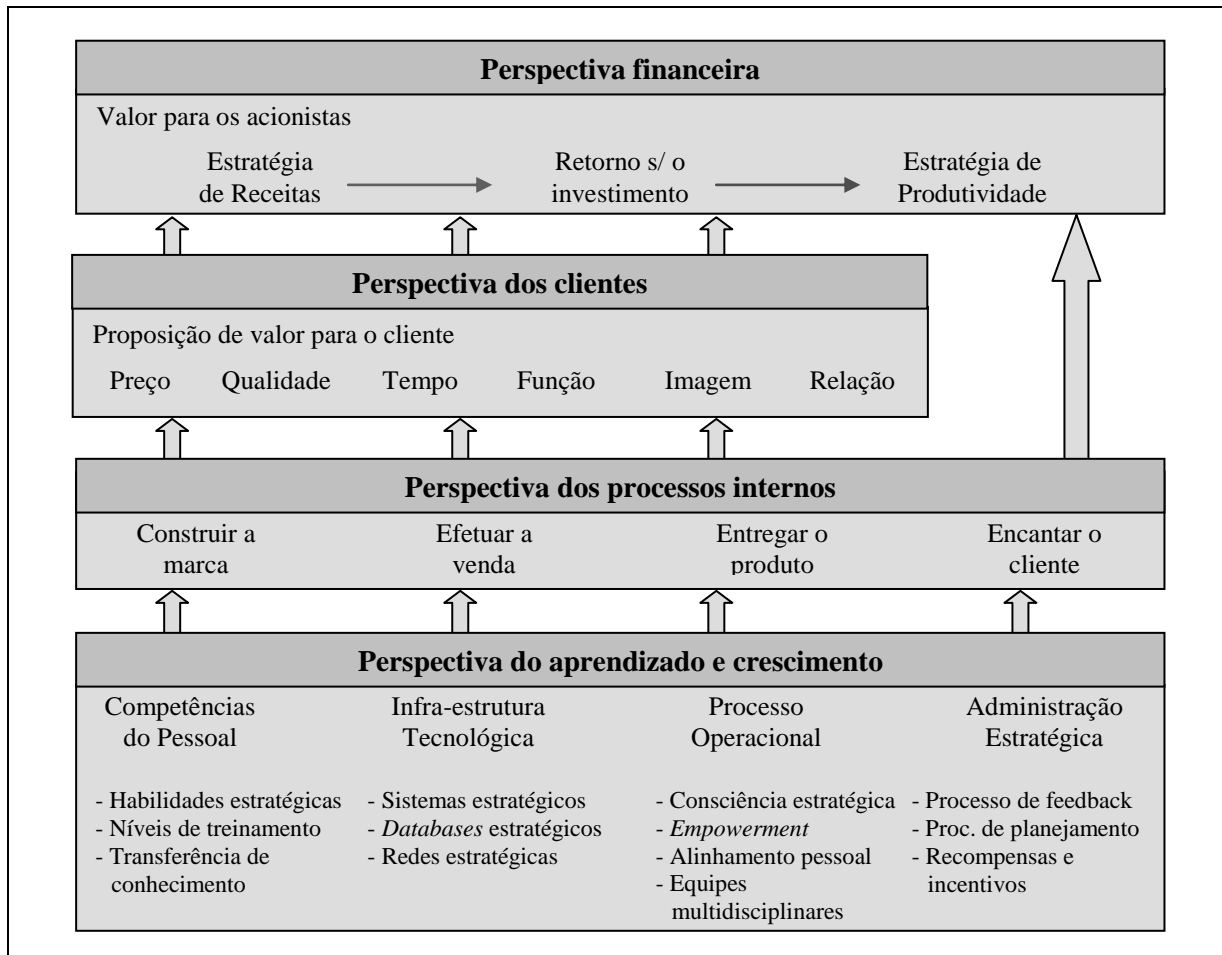 Perspectiva financeira
Valor para os acionistas
Estratégia
de Receitas
Retorno s/ o
investimento
Estratégia de
Produtividade
Perspectiva dos clientes
Proposição de valor para o cliente
Preço Qualidade Tempo Função Imagem Relação
Perspectiva dos processos internos
Construir a
marca
Efetuar a
venda
Entregar o
produto
Encantar o
cliente
Perspectiva do aprendizado e crescimento
Competências
do Pessoal
- Habilidades estratégicas
- Níveis de treinamento
- Transferência de
conhecimento
Infra-estrutura
Tecnológica
- Sistemas estratégicos
- Databases estratégicos
- Redes estratégicas
Processo
Operacional
- Consciência estratégica
- Empowerment
- Alinhamento pessoal
- Equipes
multidisciplinares
Administração
Estratégica
- Processo de feedback
- Proc. de planejamento
- Recompensas e
incentivos